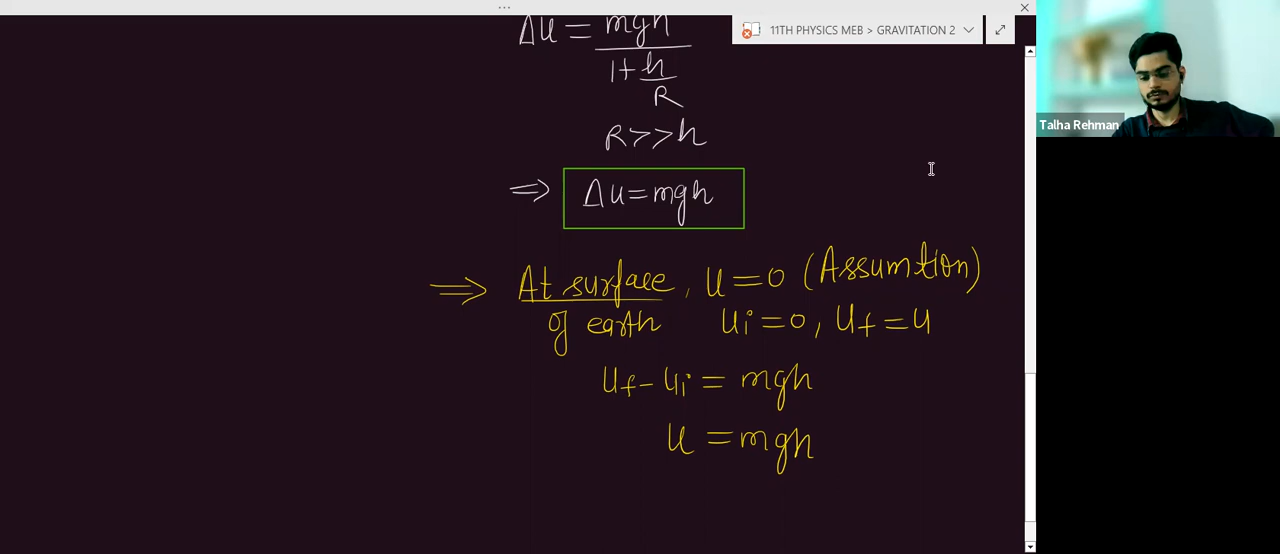 ΔU = mgh
1 + h
R
R >> h
⇒ ΔU = mgh
⇒ At surface, U = 0 (Assumtion)
of earth Ui = 0, Uf = U
Uf - Ui = mgh
U = mgh
11TH PHYSICS MEB > GRAVITATION 2
Talha Rehman